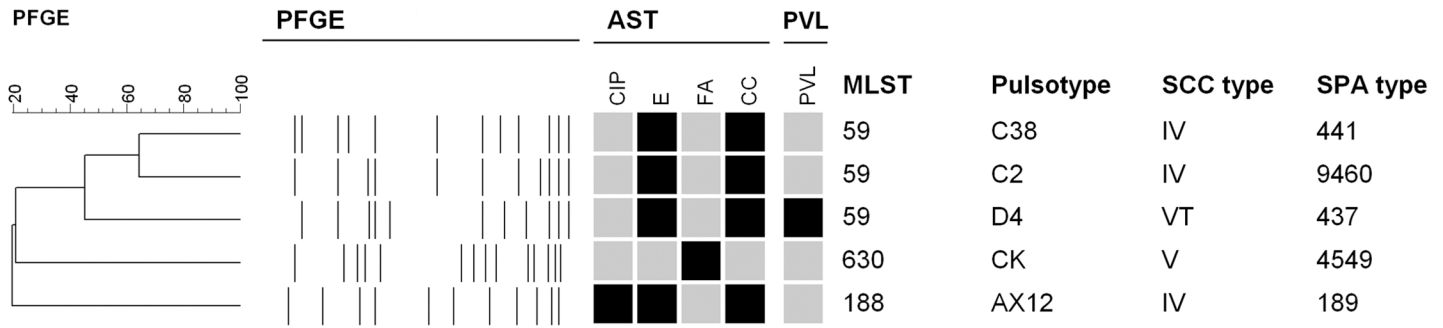 PFGE PFGE AST PVL
20 40 60 80 100 CIP E FA CC PVL MLST Pulsotype SCC type SPA type
59 C38 IV 441
59 C2 IV 9460
59 D4 VT 437
630 CK V 4549
188 AX12 IV 189